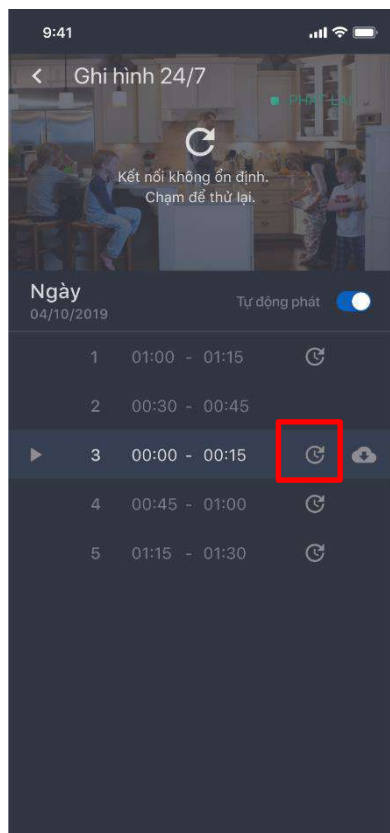 9:41
Ghi hình 24/7
PHÁT LẠI
Kết nối không ổn định.
Chạm để thử lại.
Ngày
Tự động phát
04/10/2019
1 01:00 - 01:15
2 00:30 - 00:45
3 00:00 - 00:15
4 00:45 - 01:00
5 01:15 - 01:30